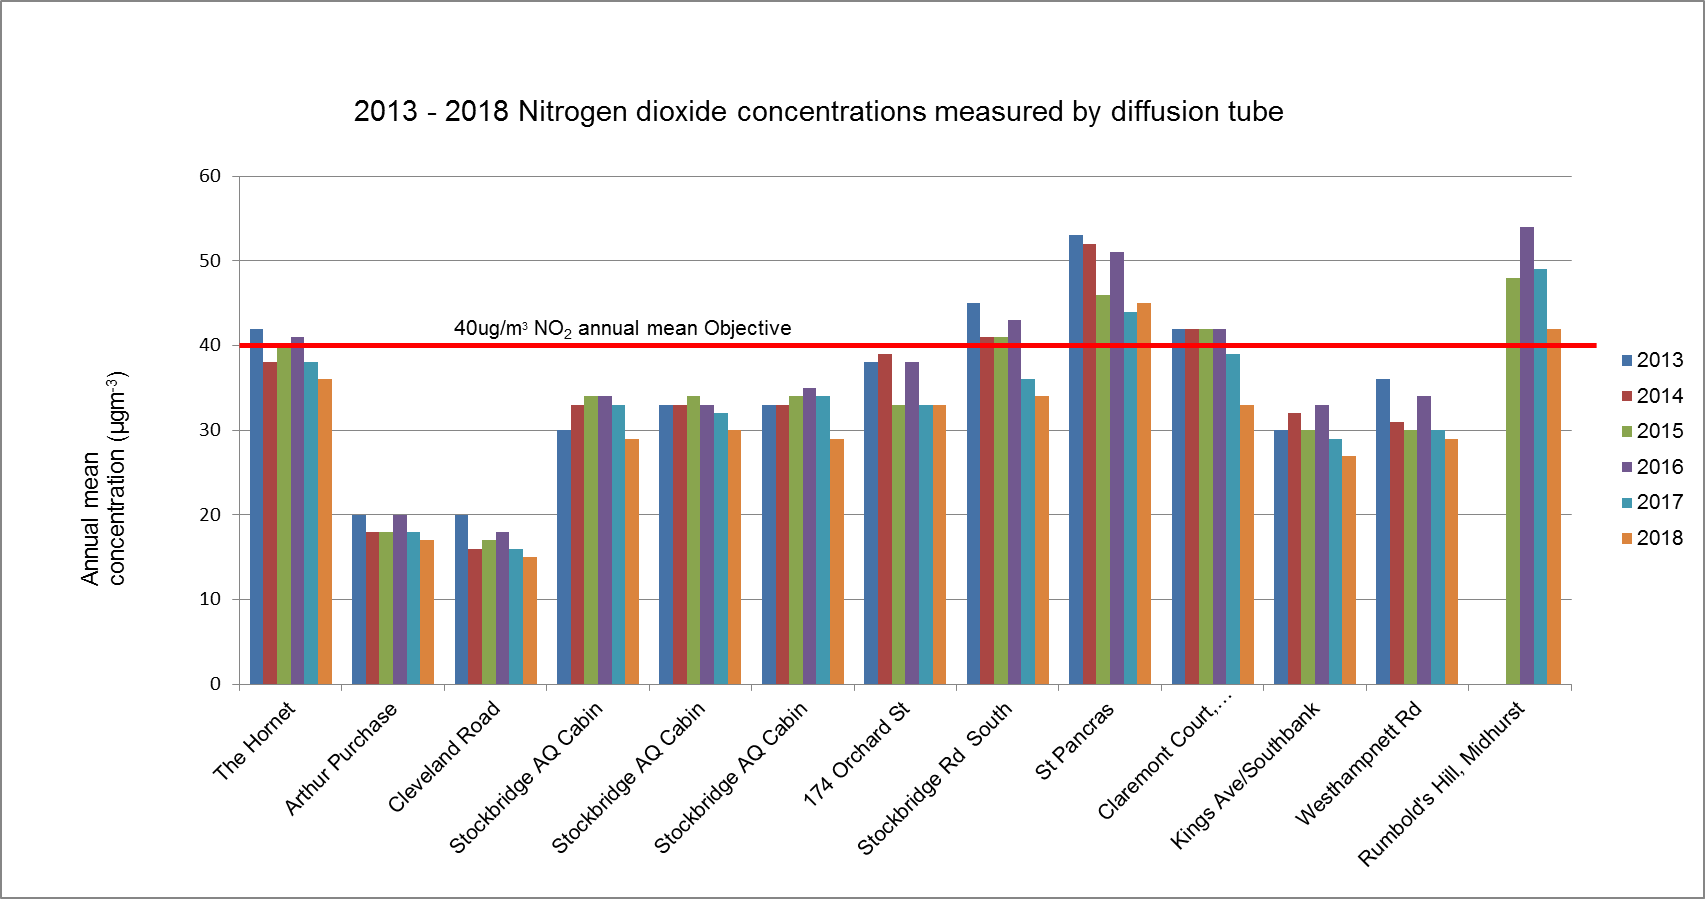 2013 - 2018 Nitrogen dioxide concentrations measured by diffusion tube
60
50
40
30
20
10
0
Annual mean
concentration (µgm-3)
40ug/m3 NO2 annual mean Objective
2013
2014
2015
2016
2017
2018
The Hornet
Arthur Purchase
Cleveland Road
Stockbridge AQ Cabin
Stockbridge AQ Cabin
Stockbridge AQ Cabin
174 Orchard St
Stockbridge Rd  South
St Pancras
Claremont Court,…
Kings Ave/Southbank
Westhampnett Rd
Rumbold's Hill, Midhurst